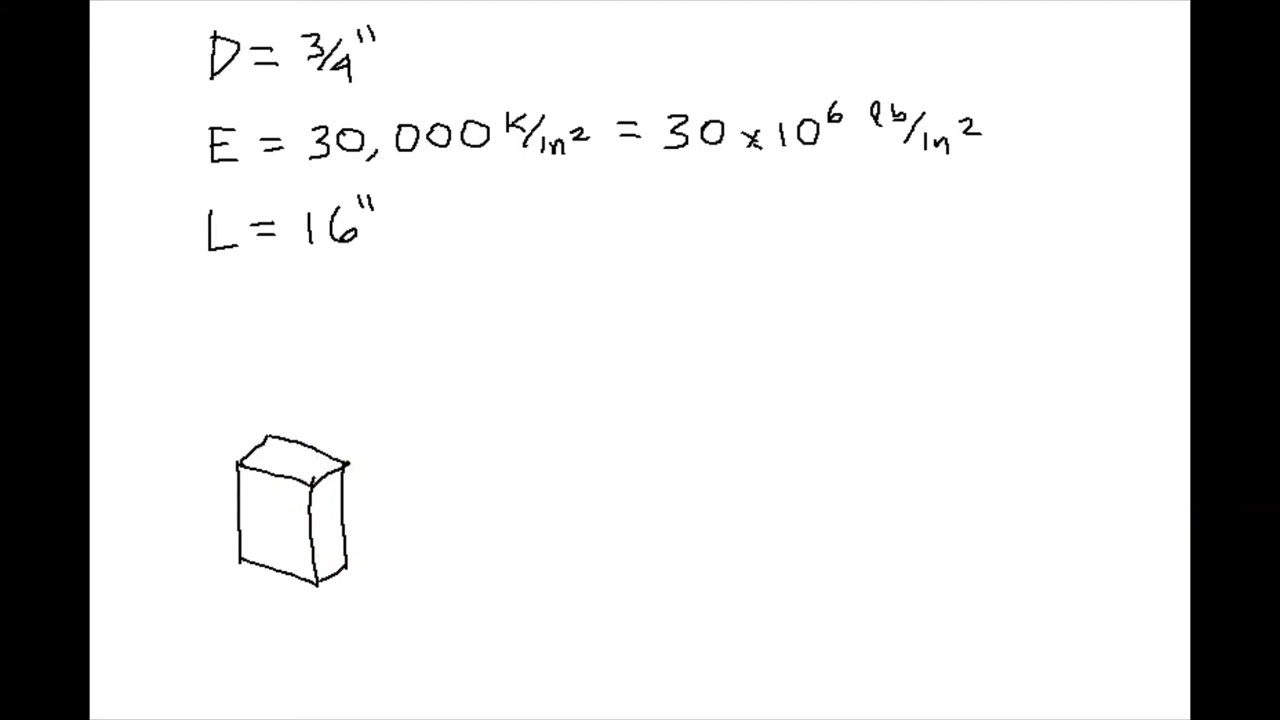 D = 3/4"
E = 30,000 K/in² = 30 × 10⁶ lb/in²
L = 16"